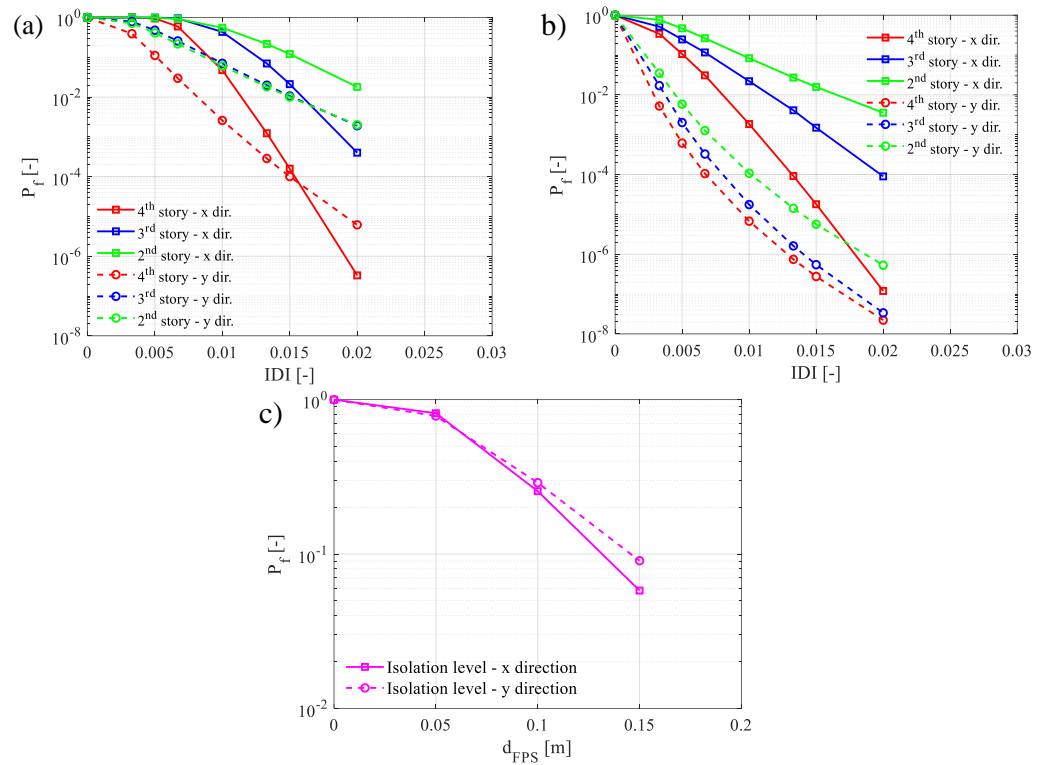 a)
10^0
10^-2
10^-4
10^-6
10^-8
P_f [-]
4^th story - x dir.
3^rd story - x dir.
2^nd story - x dir.
4^th story - y dir.
3^rd story - y dir.
2^nd story - y dir.
0 0.005 0.01 0.015 0.02 0.025 0.03
IDI [-]
b)
10^0
10^-2
10^-4
10^-6
10^-8
P_f [-]
4^th story - x dir.
3^rd story - x dir.
2^nd story - x dir.
4^th story - y dir.
3^rd story - y dir.
2^nd story - y dir.
0 0.005 0.01 0.015 0.02 0.025 0.03
IDI [-]
c)
10^0
10^-1
10^-2
P_f [-]
Isolation level - x direction
Isolation level - y direction
0 0.05 0.1 0.15 0.2
d_FPS [m]